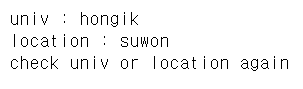 univ : hongik
location : suwon
check univ or location again